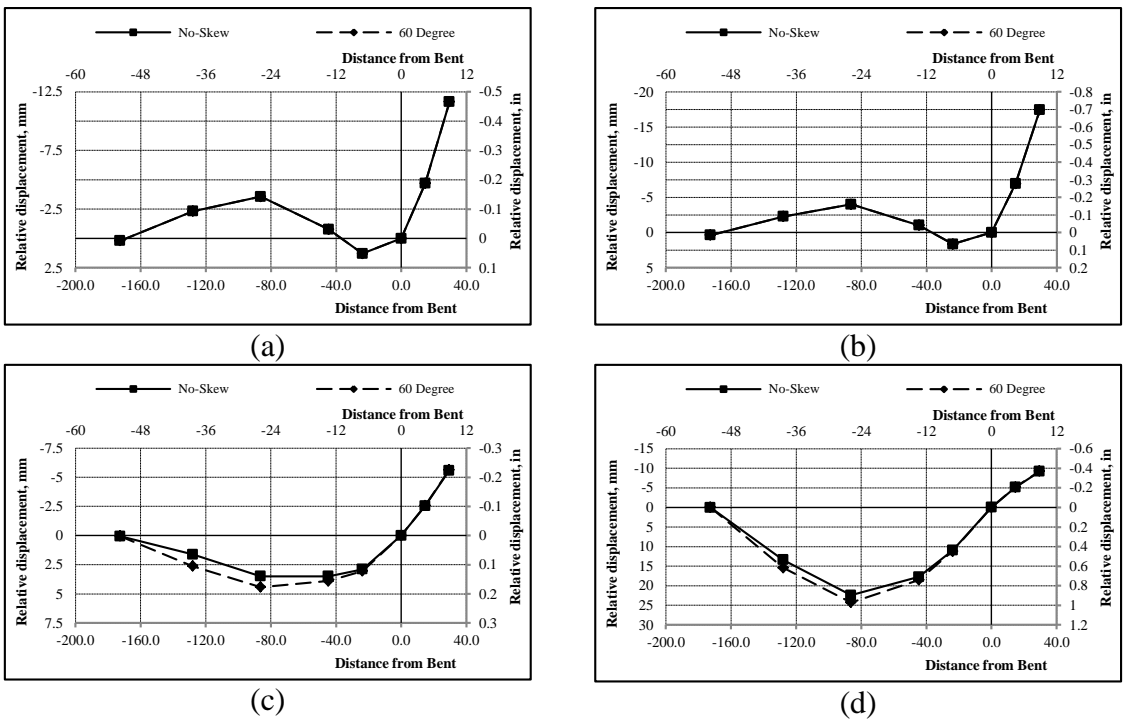 No-Skew 60 Degree
Distance from Bent
-60 -48 -36 -24 -12 0 12
Relative displacement, mm
-12.5 -7.5 -2.5 2.5
-0.5 -0.4 -0.3 -0.2 -0.1 0 0.1
Relative displacement, in
-200.0 -160.0 -120.0 -80.0 -40.0 0.0 40.0
Distance from Bent
(a)
No-Skew 60 Degree
Distance from Bent
-60 -48 -36 -24 -12 0 12
Relative displacement, mm
-20 -15 -10 -5 0 5
-0.8 -0.7 -0.6 -0.5 -0.4 -0.3 -0.2 -0.1 0 0.1 0.2
Relative displacement, in
-200.0 -160.0 -120.0 -80.0 -40.0 0.0 40.0
Distance from Bent
(b)
No-Skew 60 Degree
Distance from Bent
-60 -48 -36 -24 -12 0 12
Relative displacement, mm
-7.5 -5 -2.5 0 2.5 5 7.5
-0.3 -0.2 -0.1 0 0.1 0.2 0.3
Relative displacement, in
-200.0 -160.0 -120.0 -80.0 -40.0 0.0 40.0
Distance from Bent
(c)
No-Skew 60 Degree
Distance from Bent
-60 -48 -36 -24 -12 0 12
Relative displacement, mm
-15 -10 -5 0 5 10 15 20 25 30
-0.6 -0.4 -0.2 0 0.2 0.4 0.6 0.8 1 1.2
Relative displacement, in
-200.0 -160.0 -120.0 -80.0 -40.0 0.0 40.0
Distance from Bent
(d)